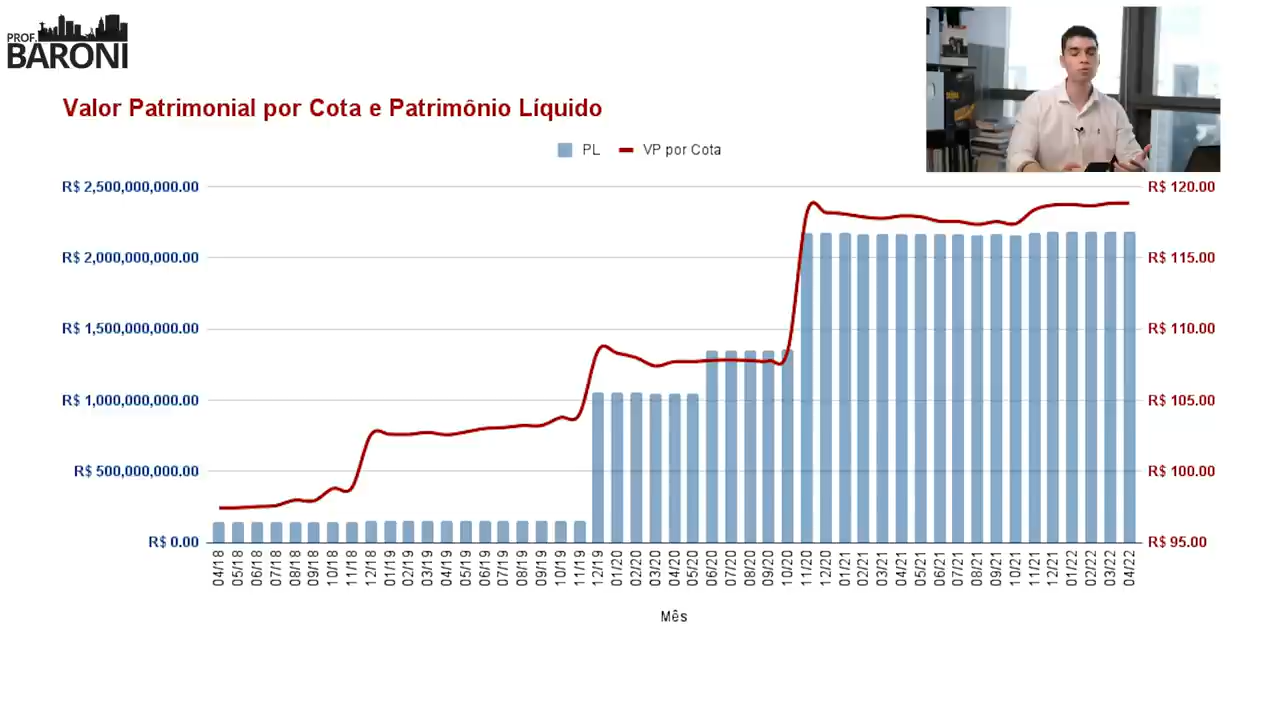 PROF.
BARONI
Valor Patrimonial por Cota e Patrimônio Líquido
PL
VP por Cota
R$ 2,500,000,000.00
R$ 2,000,000,000.00
R$ 1,500,000,000.00
R$ 1,000,000,000.00
R$ 500,000,000.00
R$ 0.00
R$ 120.00
R$ 115.00
R$ 110.00
R$ 105.00
R$ 100.00
R$ 95.00
04/18
05/18
06/18
07/18
08/18
09/18
10/18
11/18
12/18
01/19
02/19
03/19
04/19
05/19
06/19
07/19
08/19
09/19
10/19
11/19
12/19
01/20
02/20
03/20
04/20
05/20
06/20
07/20
08/20
09/20
10/20
11/20
12/20
01/21
02/21
03/21
04/21
05/21
06/21
07/21
08/21
09/21
10/21
11/21
12/21
01/22
02/22
03/22
04/22
Mês